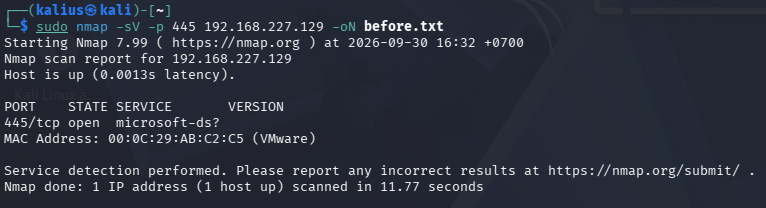 ┌──(kalius㉿kali)-[~]
└─$ sudo nmap -sV -p 445 192.168.227.129 -oN before.txt
Starting Nmap 7.99 ( https://nmap.org ) at 2026-09-30 16:32 +0700
Nmap scan report for 192.168.227.129
Host is up (0.0013s latency).

PORT    STATE SERVICE       VERSION
445/tcp open  microsoft-ds?
MAC Address: 00:0C:29:AB:C2:C5 (VMware)

Service detection performed. Please report any incorrect results at https://nmap.org/submit/ .
Nmap done: 1 IP address (1 host up) scanned in 11.77 seconds